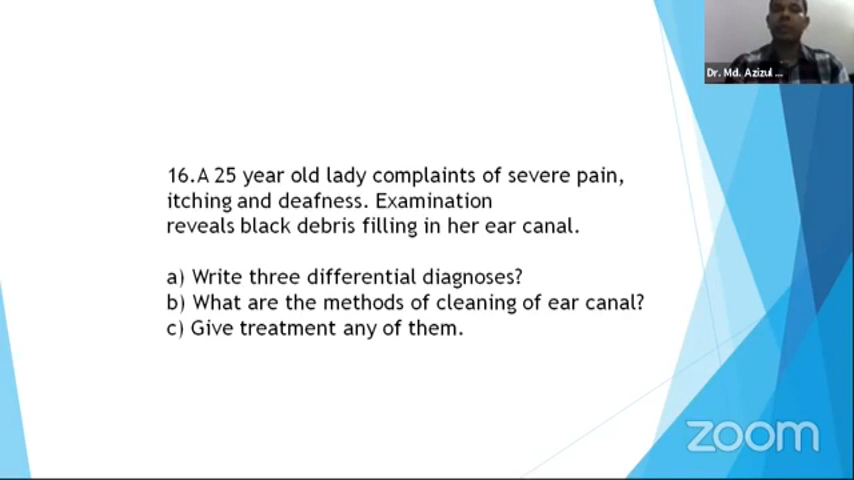 Dr. Md. Azizul ...
16.A 25 year old lady complaints of severe pain,
itching and deafness. Examination
reveals black debris filling in her ear canal.
a) Write three differential diagnoses?
b) What are the methods of cleaning of ear canal?
c) Give treatment any of them.
zoom